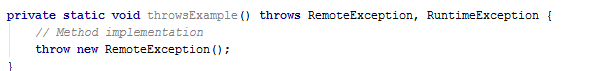 private static void throwsExample() throws RemoteException, RuntimeException {
// Method implementation
throw new RemoteException();
}